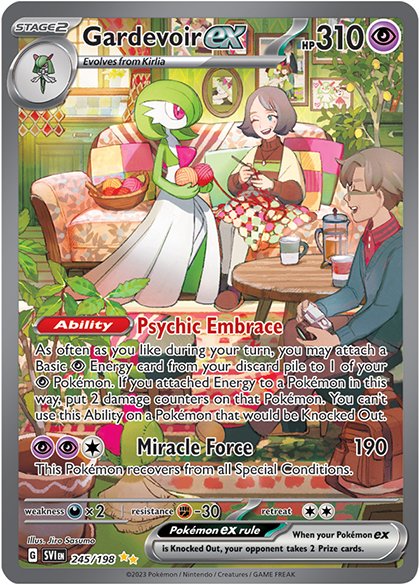 STAGE2 Gardevoir ex HP310
Evolves from Kirlia
Ability Psychic Embrace
As often as you like during your turn, you may attach a
Basic Energy card from your discard pile to 1 of your
Pokémon. If you attached Energy to a Pokémon in this
way, put 2 damage counters on that Pokémon. You can't
use this Ability on a Pokémon that would be Knocked Out.
Miracle Force 190
This Pokémon recovers from all Special Conditions.
weakness ×2 resistance -30 retreat
Illus. Jiro Sasumo
Pokémon ex rule When your Pokémon ex
is Knocked Out, your opponent takes 2 Prize cards.
G SVI EN 245/198
©2023 Pokémon / Nintendo / Creatures / GAME FREAK